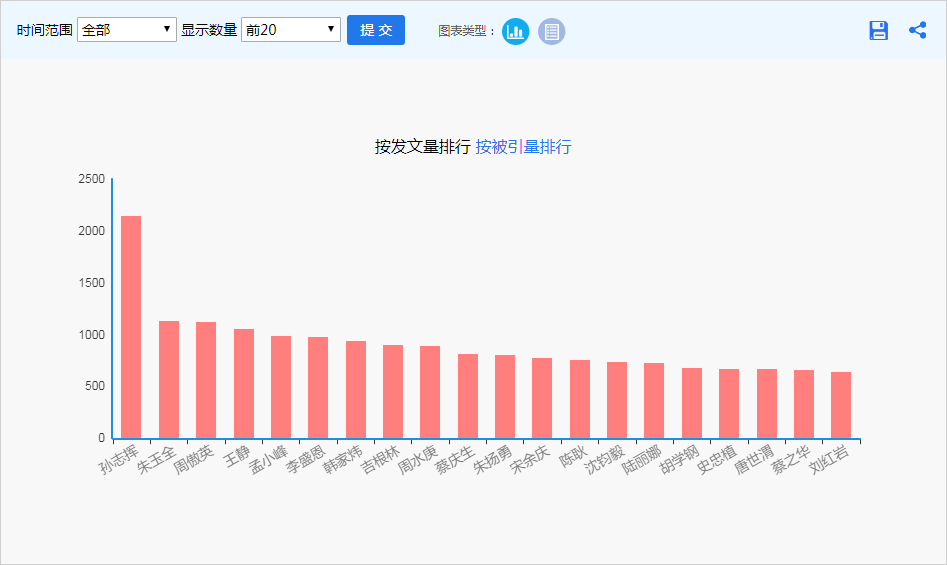 时间范围 全部 显示数量 前20 提 交 图表类型：
按发文量排行 按被引量排行
2500
2000
1500
1000
500
0
孙志挥 朱玉全 周傲英 王静 孟小峰 李盛恩 韩家炜 吉根林 周水庚 蔡庆生 朱扬勇 宋余庆 陈耿 沈钧毅 陆丽娜 胡学钢 史忠植 唐世渭 蔡之华 刘红岩